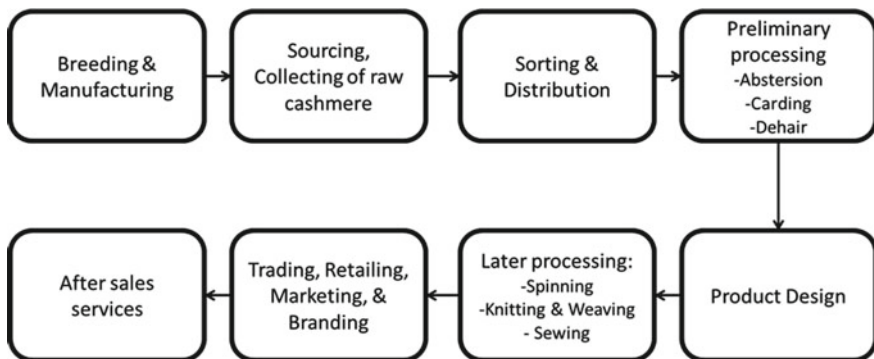 Breeding &
Manufacturing
Sourcing,
Collecting of raw
cashmere
Sorting &
Distribution
Preliminary
processing
-Abstersion
-Carding
-Dehair
After sales
services
Trading, Retailing,
Marketing, &
Branding
Later processing:
-Spinning
-Knitting & Weaving
- Sewing
Product Design